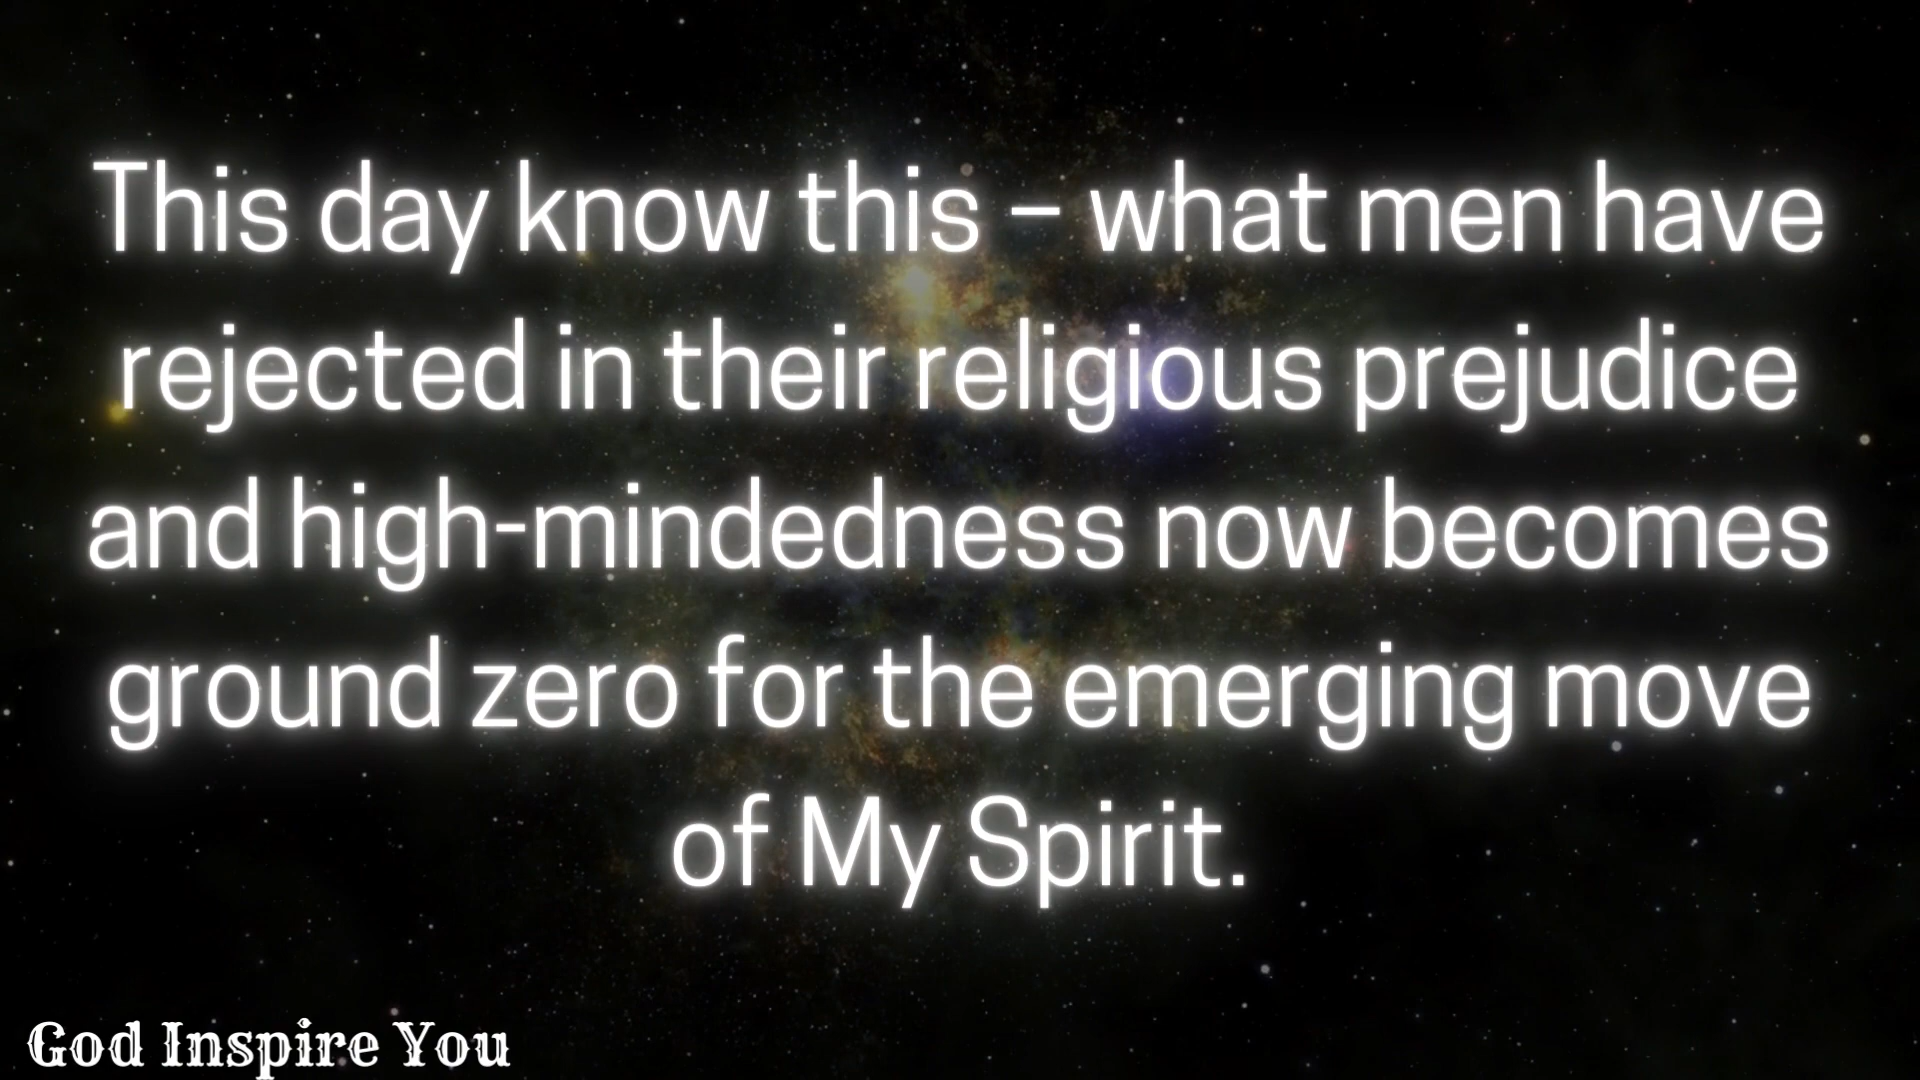 This day know this – what men have
rejected in their religious prejudice
and high-mindedness now becomes
ground zero for the emerging move
of My Spirit.
God Inspire You